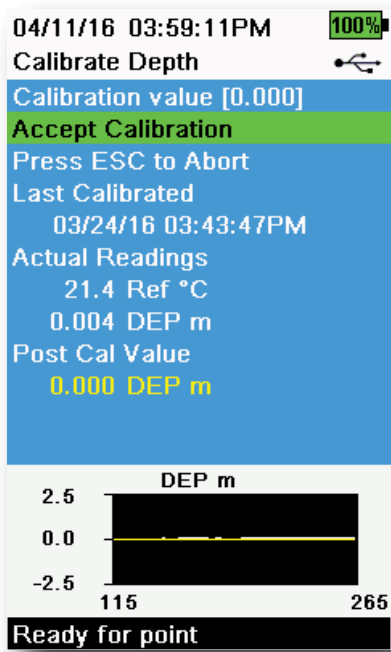 04/11/16 03:59:11PM 100%
Calibrate Depth
Calibration value [0.000]
Accept Calibration
Press ESC to Abort
Last Calibrated
03/24/16 03:43:47PM
Actual Readings
21.4 Ref °C
0.004 DEP m
Post Cal Value
0.000 DEP m
DEP m
2.5
0.0
-2.5
115 265
Ready for point